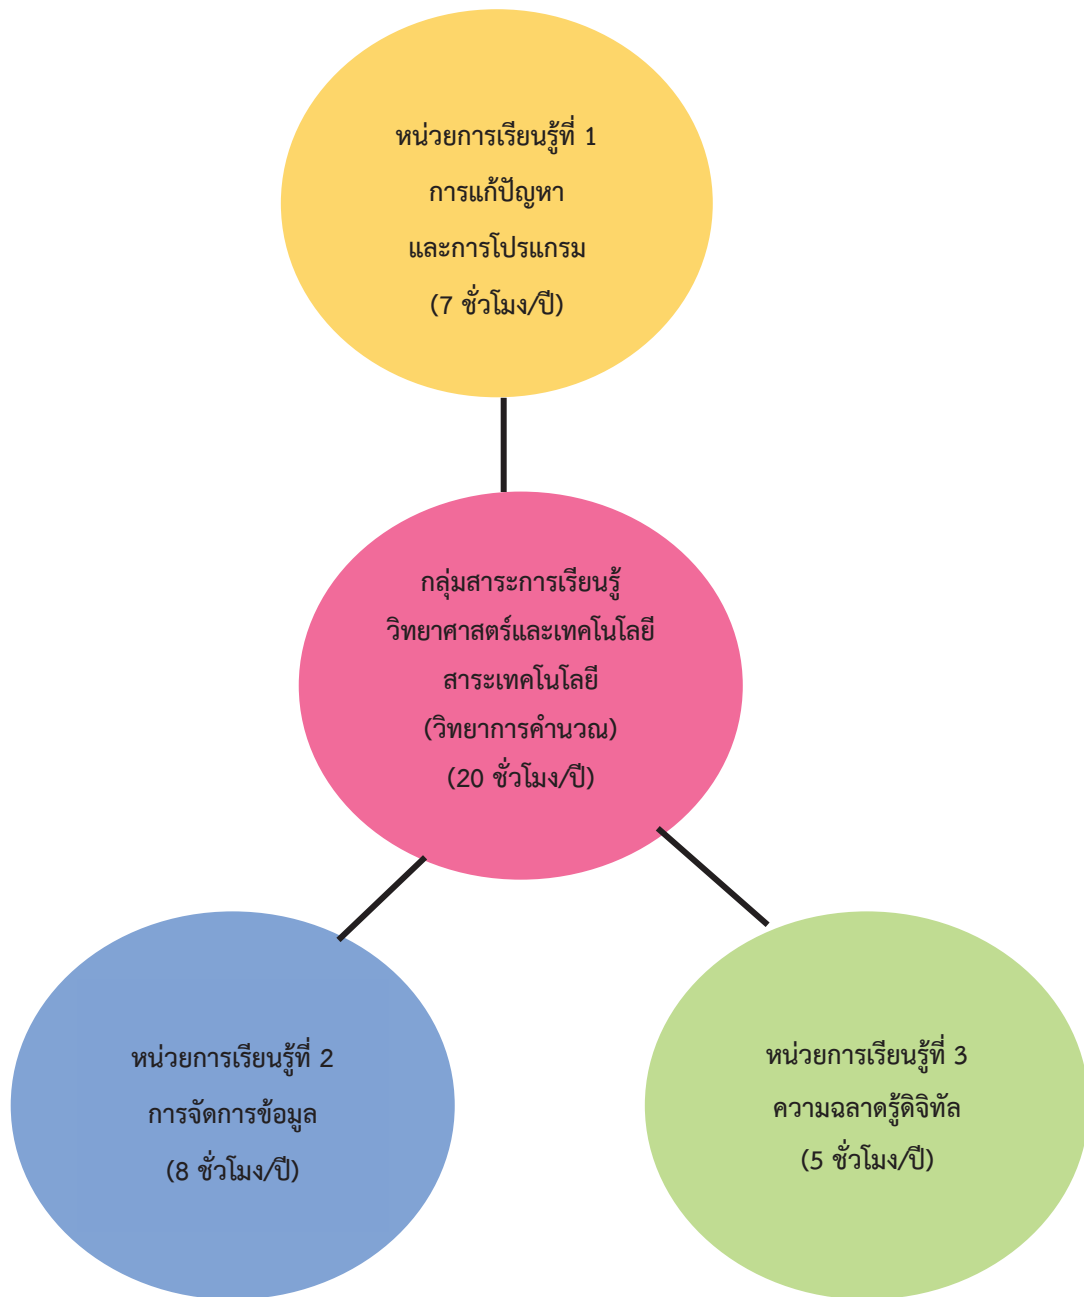 หน่วยการเรียนรู้ที่ 1
การแก้ปัญหา
และการโปรแกรม
(7 ชั่วโมง/ปี)
กลุ่มสาระการเรียนรู้
วิทยาศาสตร์และเทคโนโลยี
สาระเทคโนโลยี
(วิทยาการคำนวณ)
(20 ชั่วโมง/ปี)
หน่วยการเรียนรู้ที่ 2
การจัดการข้อมูล
(8 ชั่วโมง/ปี)
หน่วยการเรียนรู้ที่ 3
ความฉลาดรู้ดิจิทัล
(5 ชั่วโมง/ปี)